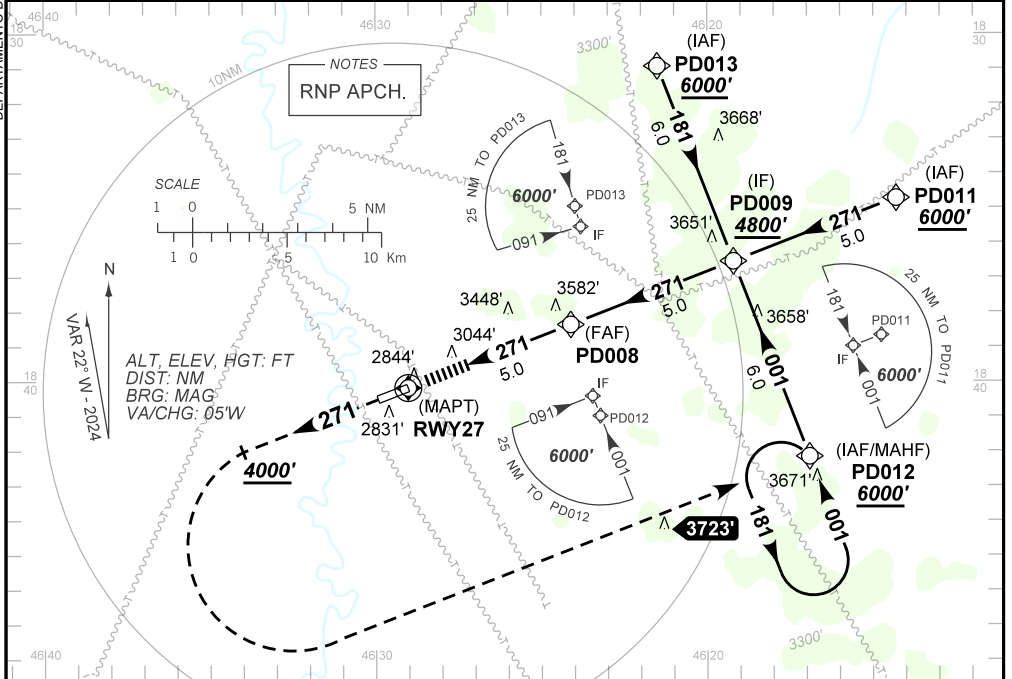 46 40
46 30
46 20
18 30
18 30
10NM
3300'
NOTES
RNP APCH.
(IAF)
PD013
6000'
181
6.0
3668'
(IAF)
PD011
6000'
271
5.0
(IF)
PD009
4800'
3651'
25 NM TO PD013
181
6000'
PD013
091
IF
SCALE
1 0 5 NM
1 0 5 10 Km
N
VAR 22° W - 2024
ALT, ELEV, HGT: FT
DIST: NM
BRG: MAG
VA/CHG: 05'W
271
5.0
3448'
3582'
(FAF)
PD008
3044'
271
5.0
2844'
2831'
(MAPT)
RWY27
271
4000'
3658'
001
6.0
25 NM TO PD011
181
PD011
IF
6000'
001
18 40
18 40
IF
091
PD012
6000'
001
25 NM TO PD012
(IAF/MAHF)
PD012
6000'
3671'
181
001
3723'
3300'
46 40
46 30
46 20